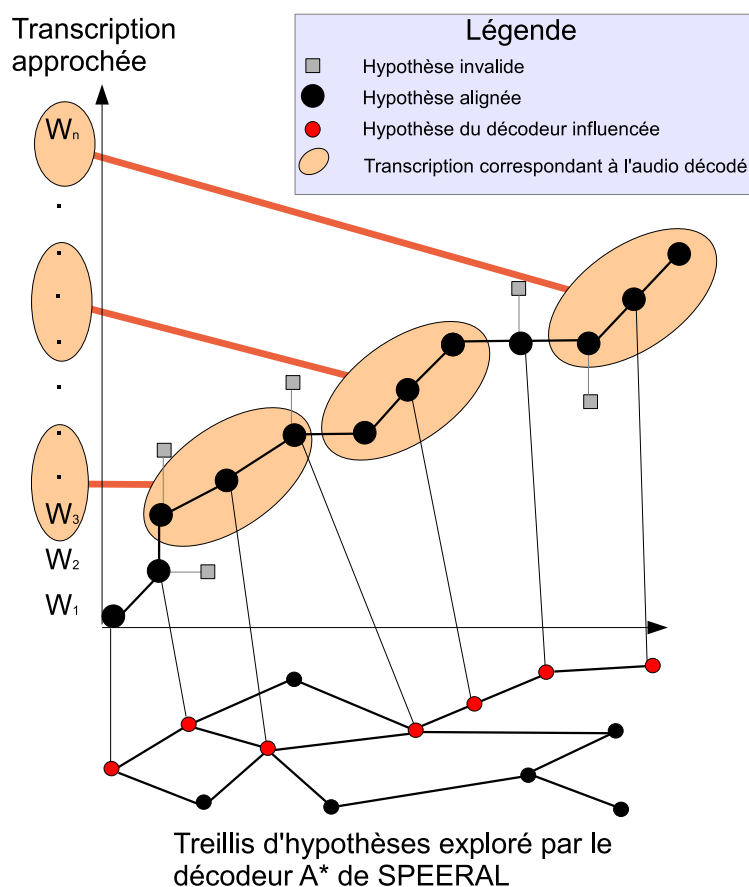 Transcription
approchée
Légende
Hypothèse invalide
Hypothèse alignée
Hypothèse du décodeur influencée
Transcription correspondant à l'audio décodé
Wn
W3
W2
W1
Treillis d'hypothèses exploré par le
décodeur A* de SPEERAL